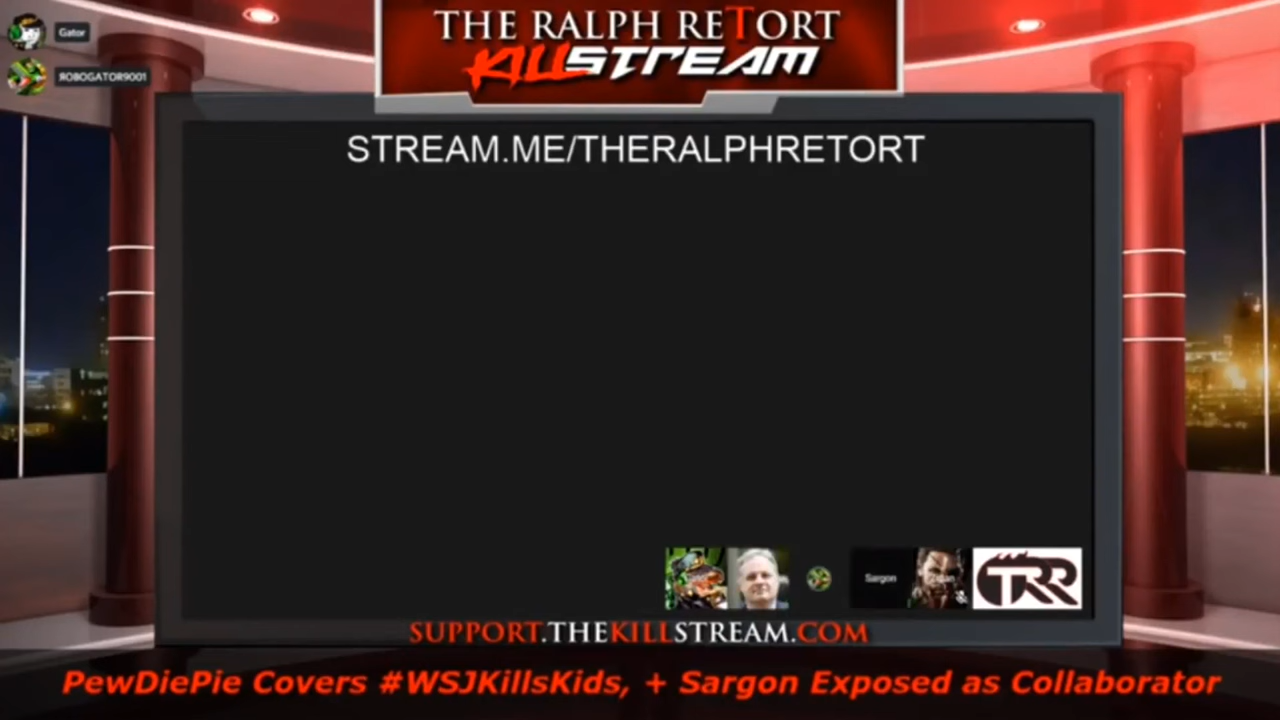 Gator
ROBOGATOR9001
THE RALPH RETORT
KILLSTREAM
STREAM.ME/THERALPHRETORT
Sargon
TRR
SUPPORT.THEKILLSTREAM.COM
PewDiePie Covers #WSJKillsKids, + Sargon Exposed as Collaborator